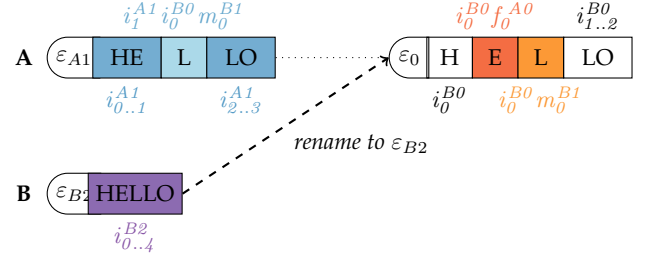 i_1^{A1} i_0^{B0} m_0^{B1} i_0^{B0} f_0^{A0} i_{1..2}^{B0}
A ε_{A1} HE L LO ε_0 H E L LO
i_{0..1}^{A1} i_{2..3}^{A1} i_0^{B0} i_0^{B0} m_0^{B1}
rename to ε_{B2}
B ε_{B2} HELLO
i_{0..4}^{B2}